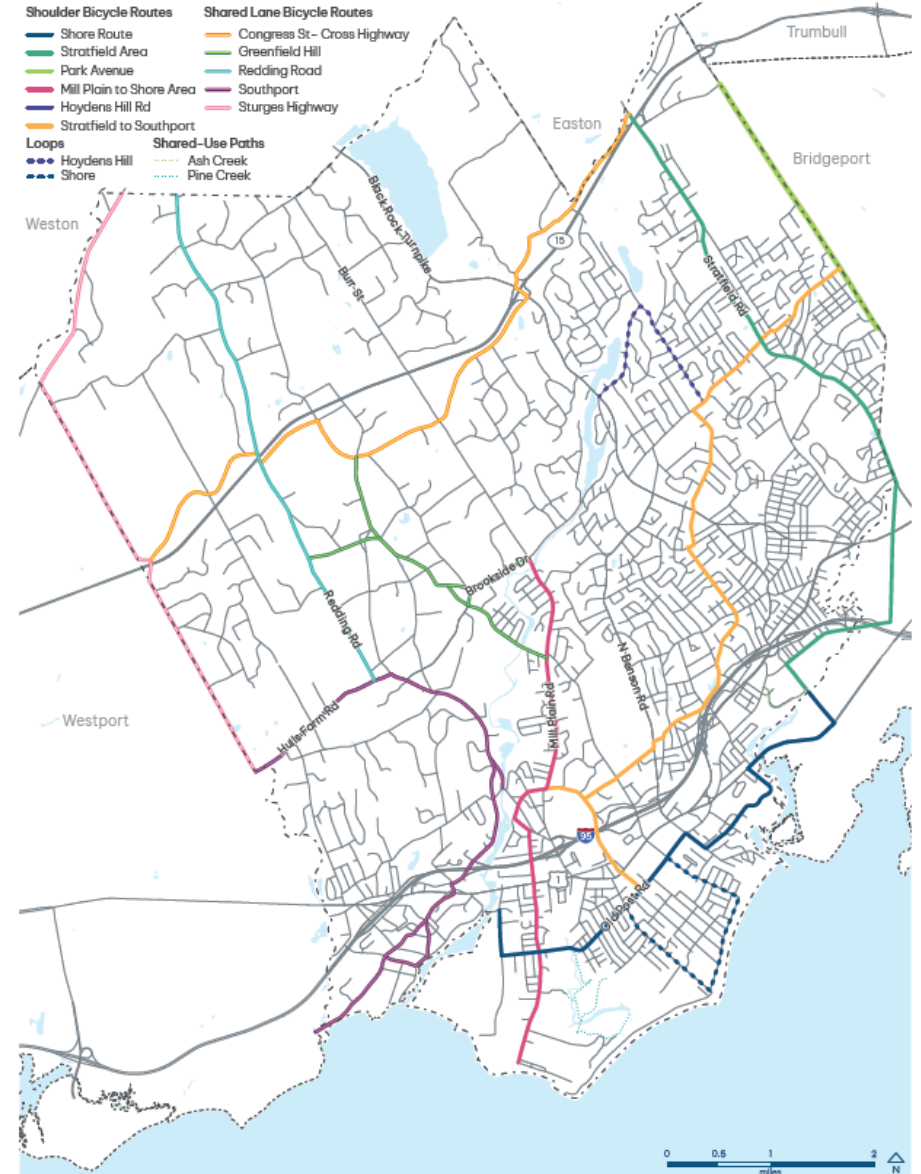 Shoulder Bicycle Routes
Shore Route
Stratfield Area
Park Avenue
Mill Plain to Shore Area
Hoydens Hill Rd
Stratfield to Southport
Shared Lane Bicycle Routes
Congress St- Cross Highway
Greenfield Hill
Redding Road
Southport
Sturges Highway
Loops
Hoydens Hill
Shore
Shared-Use Paths
Ash Creek
Pine Creek
Trumbull
Easton
Bridgeport
Weston
Black Rock Turnpike
15
Burr St
Stratfield Rd
Brookside Dr
Redding Rd
N Benson Rd
Mill Plain Rd
Westport
Hulls Form Rd
95
1
Old Post Rd
0 0.5 1 2
miles
N